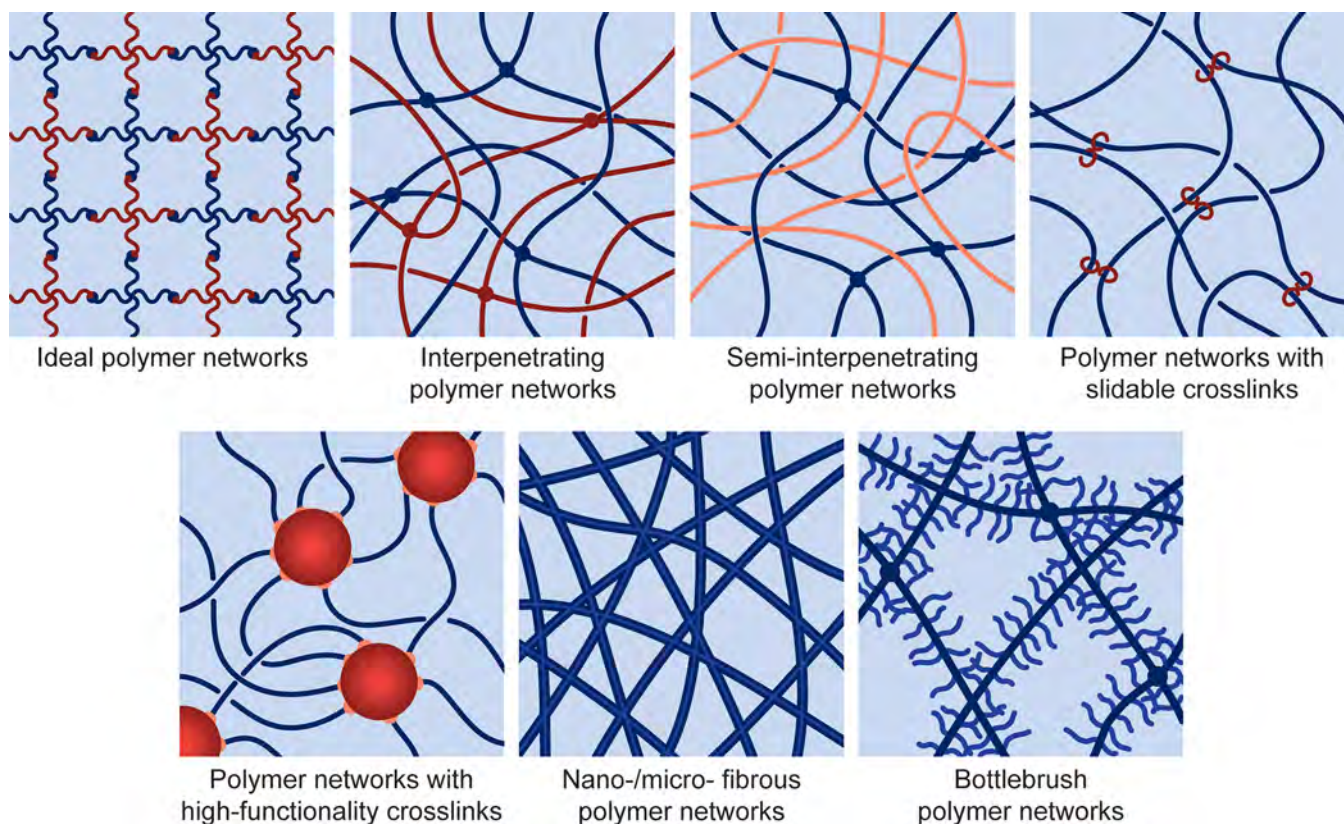 Ideal polymer networks
Interpenetrating
polymer networks
Semi-interpenetrating
polymer networks
Polymer networks with
slidable crosslinks
Polymer networks with
high-functionality crosslinks
Nano-/micro- fibrous
polymer networks
Bottlebrush
polymer networks